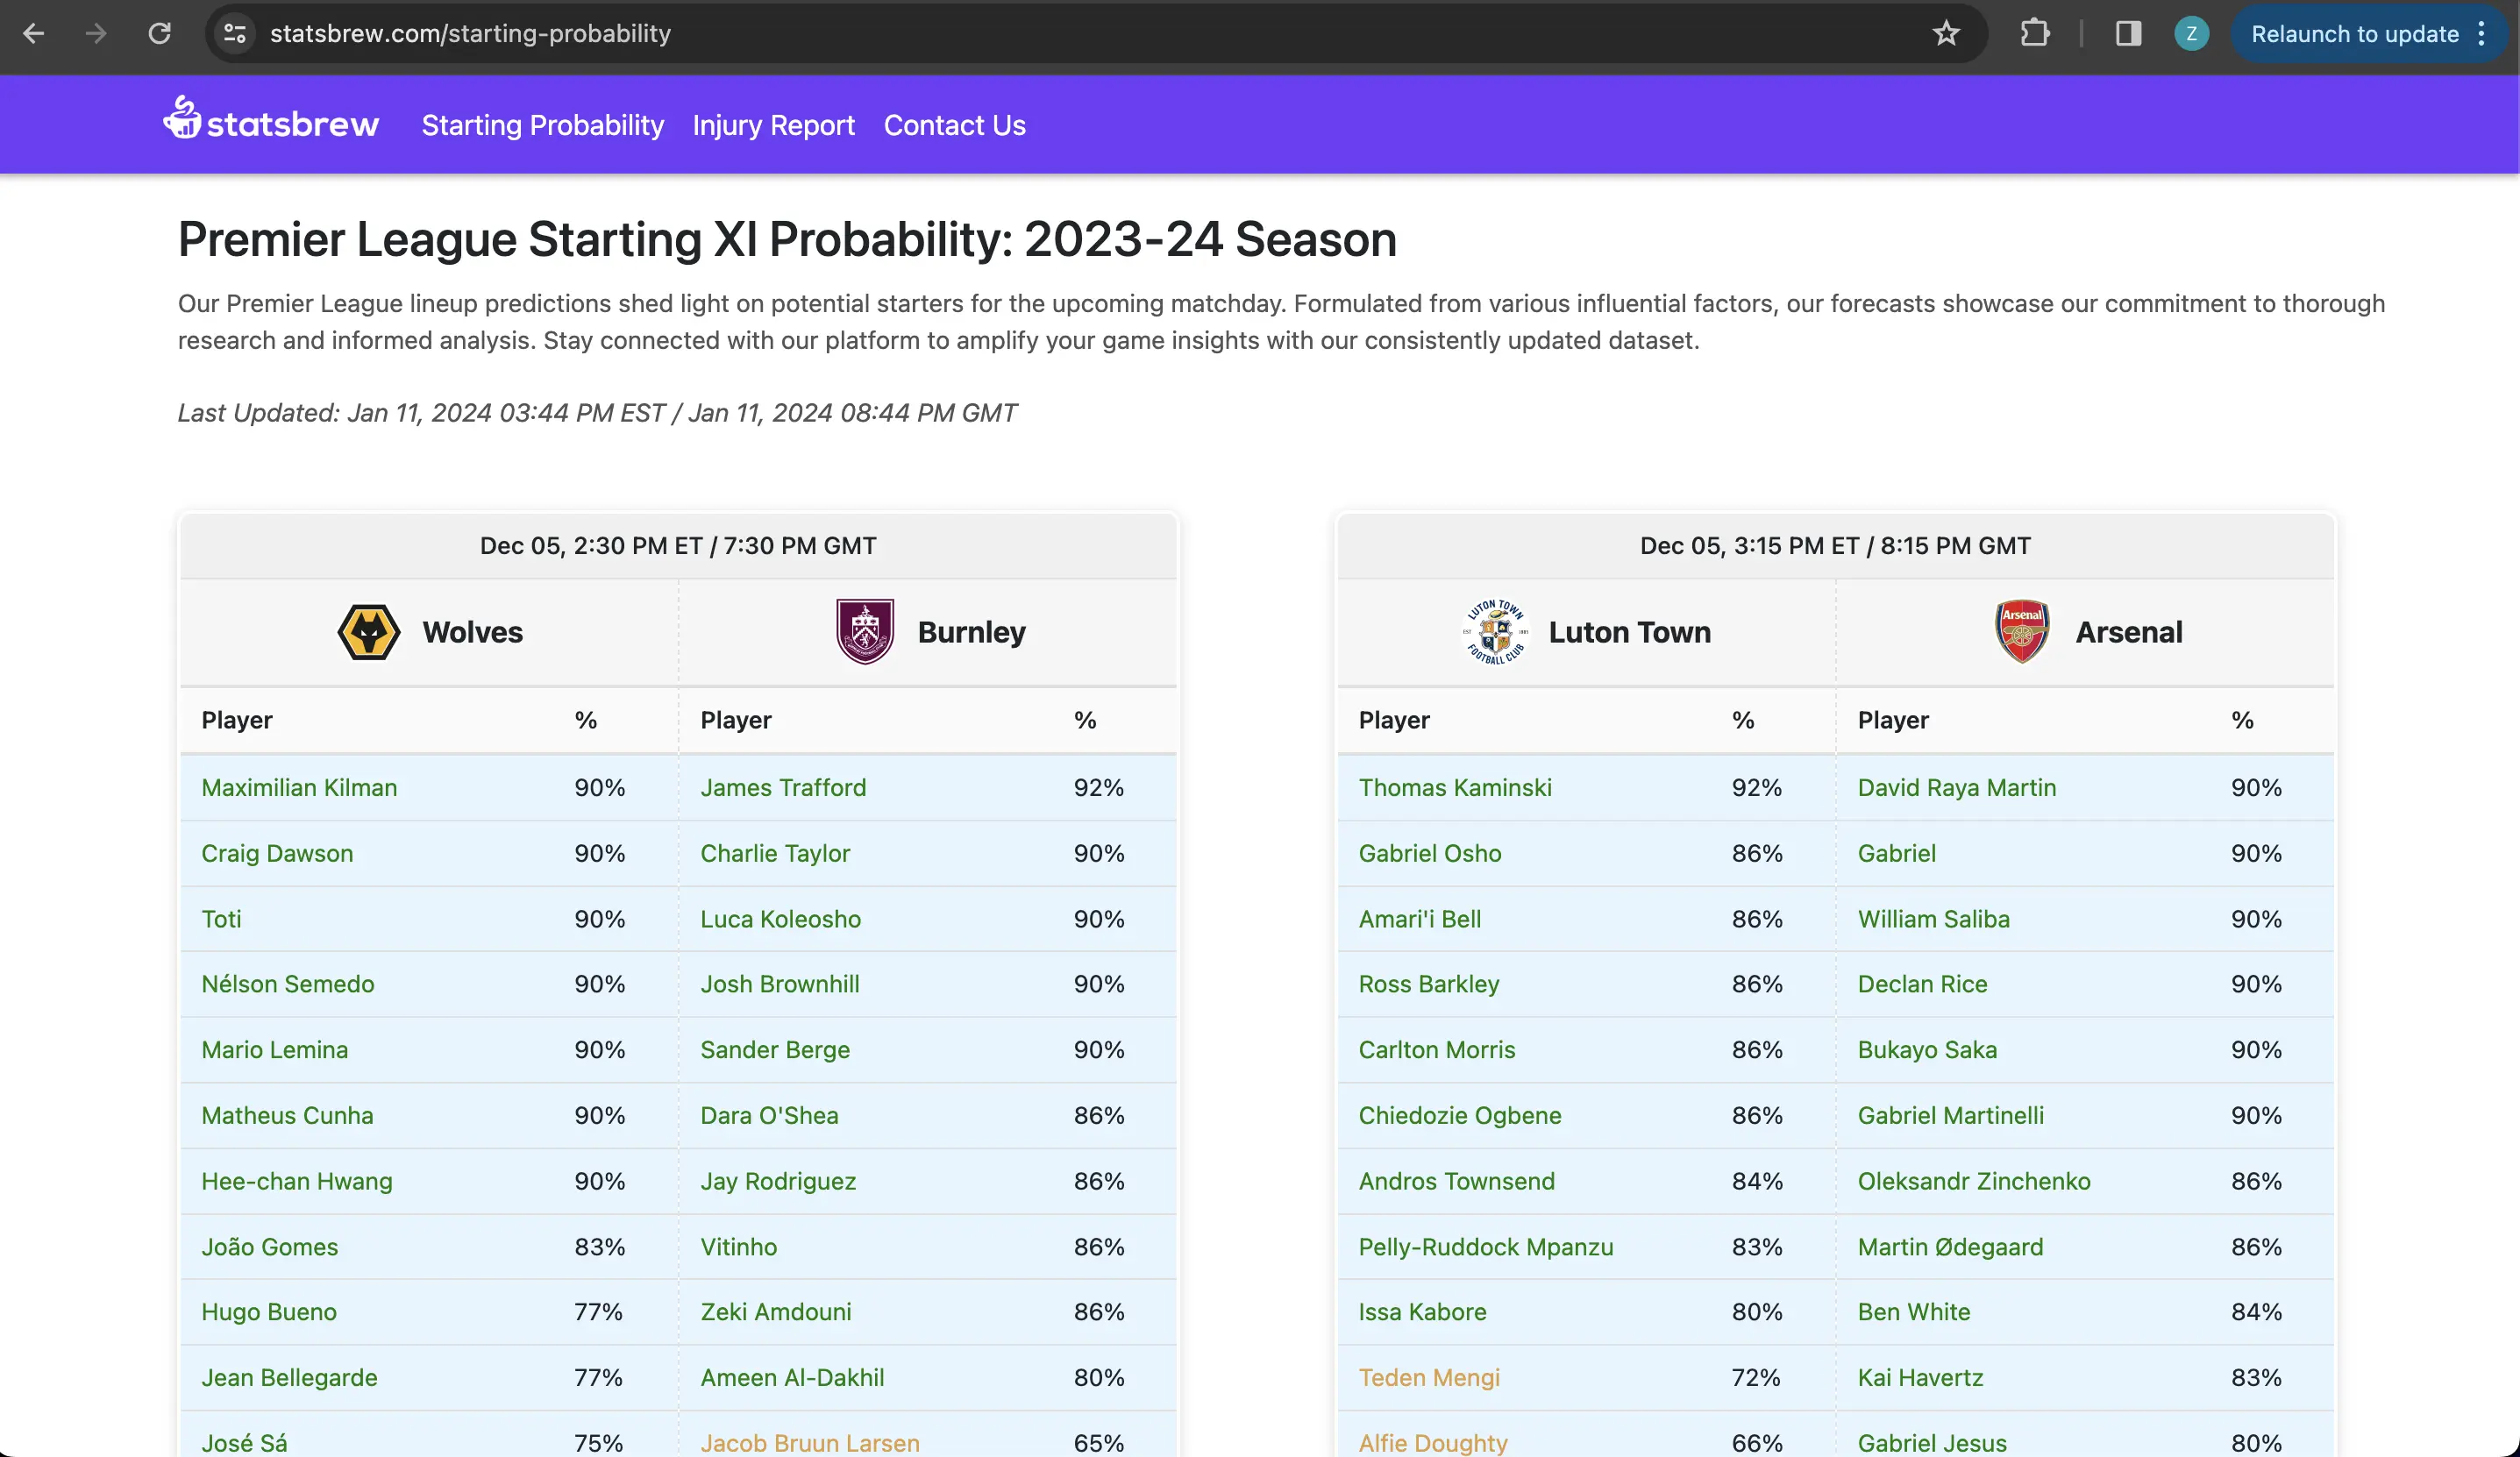 statsbrew.com/starting-probability
Z
Relaunch to update
statsbrew
Starting Probability
Injury Report
Contact Us
Premier League Starting XI Probability: 2023-24 Season
Our Premier League lineup predictions shed light on potential starters for the upcoming matchday. Formulated from various influential factors, our forecasts showcase our commitment to thorough
research and informed analysis. Stay connected with our platform to amplify your game insights with our consistently updated dataset.
Last Updated: Jan 11, 2024 03:44 PM EST / Jan 11, 2024 08:44 PM GMT
Dec 05, 2:30 PM ET / 7:30 PM GMT
Wolves Burnley
Player % Player %
Maximilian Kilman 90% James Trafford 92%
Craig Dawson 90% Charlie Taylor 90%
Toti 90% Luca Koleosho 90%
Nélson Semedo 90% Josh Brownhill 90%
Mario Lemina 90% Sander Berge 90%
Matheus Cunha 90% Dara O'Shea 86%
Hee-chan Hwang 90% Jay Rodriguez 86%
João Gomes 83% Vitinho 86%
Hugo Bueno 77% Zeki Amdouni 86%
Jean Bellegarde 77% Ameen Al-Dakhil 80%
José Sá 75% Jacob Bruun Larsen 65%
Dec 05, 3:15 PM ET / 8:15 PM GMT
LUTON TOWN
EST 1885
FOOTBALL CLUB
Luton Town
Arsenal
Arsenal
Player % Player %
Thomas Kaminski 92% David Raya Martin 90%
Gabriel Osho 86% Gabriel 90%
Amari'i Bell 86% William Saliba 90%
Ross Barkley 86% Declan Rice 90%
Carlton Morris 86% Bukayo Saka 90%
Chiedozie Ogbene 86% Gabriel Martinelli 90%
Andros Townsend 84% Oleksandr Zinchenko 86%
Pelly-Ruddock Mpanzu 83% Martin Ødegaard 86%
Issa Kabore 80% Ben White 84%
Teden Mengi 72% Kai Havertz 83%
Alfie Doughty 66% Gabriel Jesus 80%